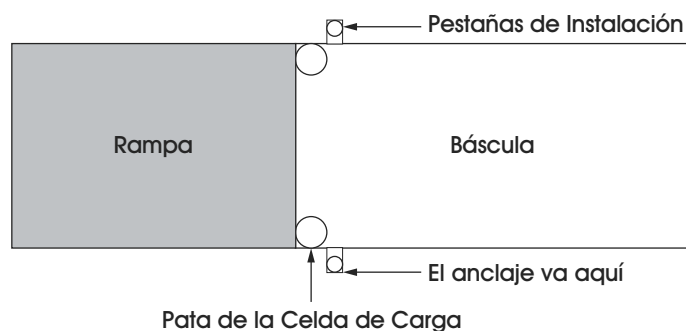 Pestañas de Instalación
Rampa
Báscula
El anclaje va aquí
Pata de la Celda de Carga